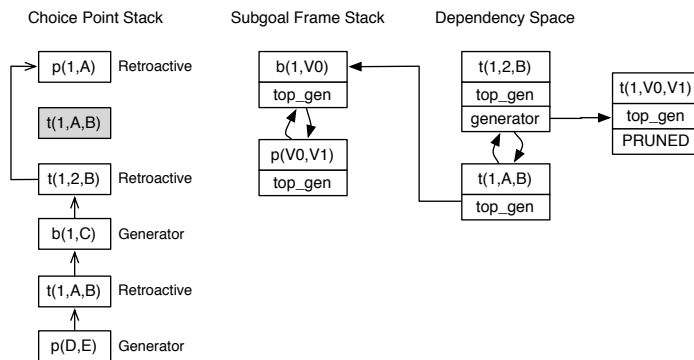 Choice Point Stack
p(1,A) Retroactive
t(1,A,B)
t(1,2,B) Retroactive
b(1,C) Generator
t(1,A,B) Retroactive
p(D,E) Generator
Subgoal Frame Stack
b(1,V0)
top_gen
p(V0,V1)
top_gen
Dependency Space
t(1,2,B)
top_gen
generator
t(1,A,B)
top_gen
t(1,V0,V1)
top_gen
PRUNED